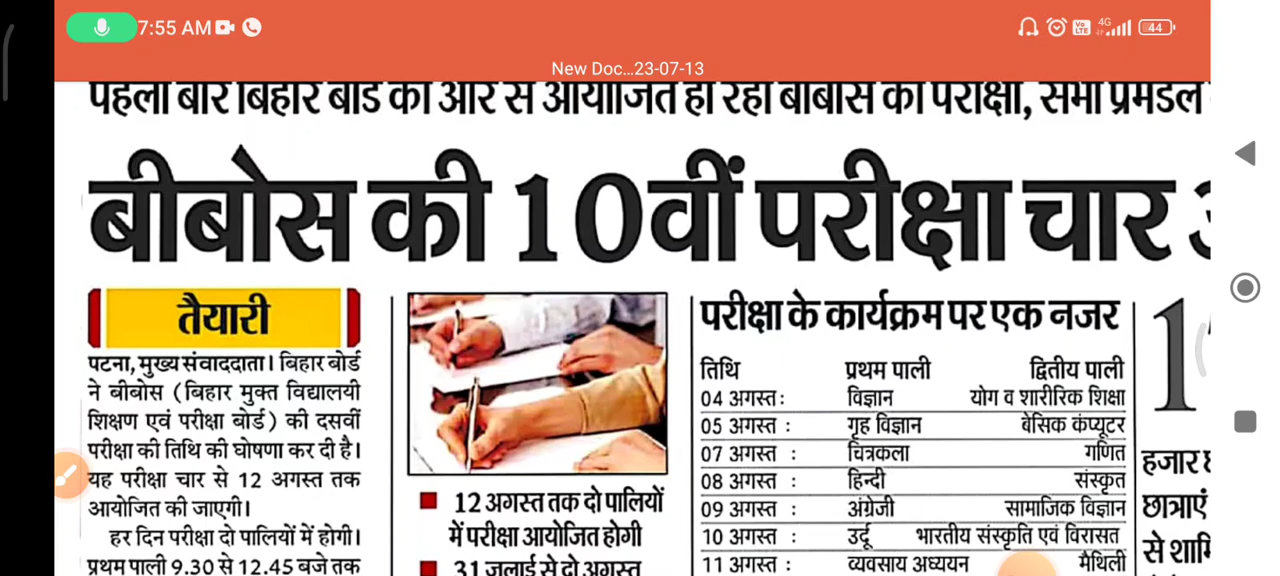 7:55 AM
4G
44
New Doc...23-07-13
पहली बार बिहार बोर्ड की ओर से आयोजित हो रही बीबोस की परीक्षा, सभी प्रमंडल
बीबोस की 10वीं परीक्षा चार
तैयारी
पटना, मुख्य संवाददाता। बिहार बोर्ड
ने बीबोस (बिहार मुक्त विद्यालयी
शिक्षण एवं परीक्षा बोर्ड) की दसवीं
परीक्षा की तिथि की घोषणा कर दी है।
यह परीक्षा चार से 12 अगस्त तक
आयोजित की जाएगी।
हर दिन परीक्षा दो पालियों में होगी।
प्रथम पाली 9.30 से 12.45 बजे तक
12 अगस्त तक दो पालियों
में परीक्षा आयोजित होगी
31 जुलाई से दो अगस्त
परीक्षा के कार्यक्रम पर एक नजर
तिथि प्रथम पाली द्वितीय पाली
04 अगस्त : विज्ञान योग व शारीरिक शिक्षा
05 अगस्त : गृह विज्ञान बेसिक कंप्यूटर
07 अगस्त : चित्रकला गणित
08 अगस्त : हिन्दी संस्कृत
09 अगस्त : अंग्रेजी सामाजिक विज्ञान
10 अगस्त : उर्दू भारतीय संस्कृति एवं विरासत
11 अगस्त : व्यवसाय अध्ययन मैथिली
1
हजार
छात्राएं
से